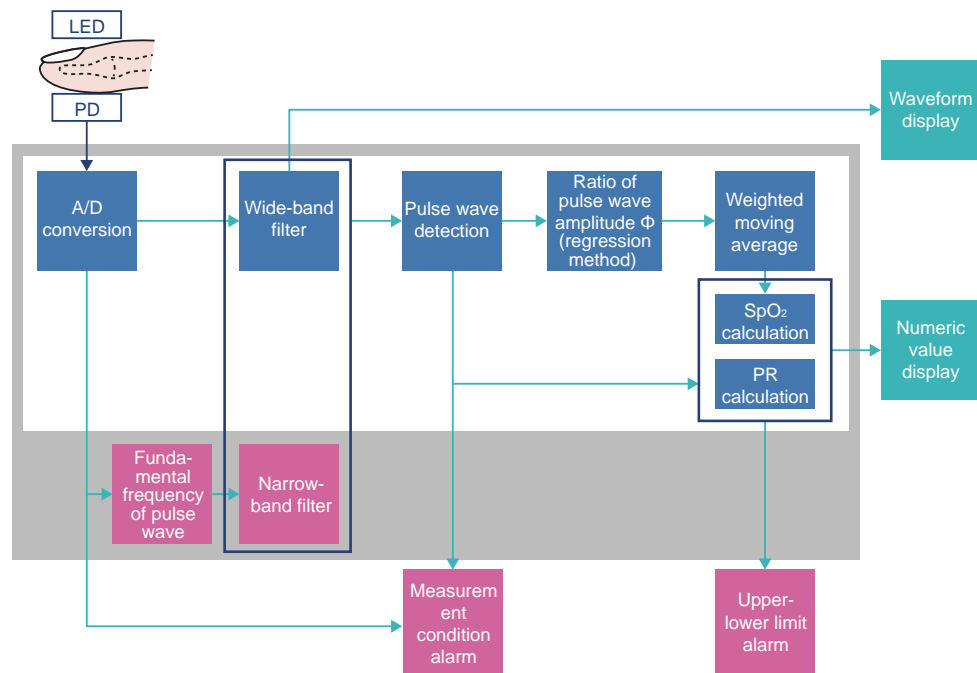 LED
PD
Waveform
display
A/D
conversion
Wide-band
filter
Pulse wave
detection
Ratio of
pulse wave
amplitude Φ
(regression
method)
Weighted
moving
average
SpO₂
calculation
PR
calculation
Numeric
value
display
Funda-
mental
frequency
of pulse
wave
Narrow-
band filter
Measurem
ent
condition
alarm
Upper-
lower limit
alarm